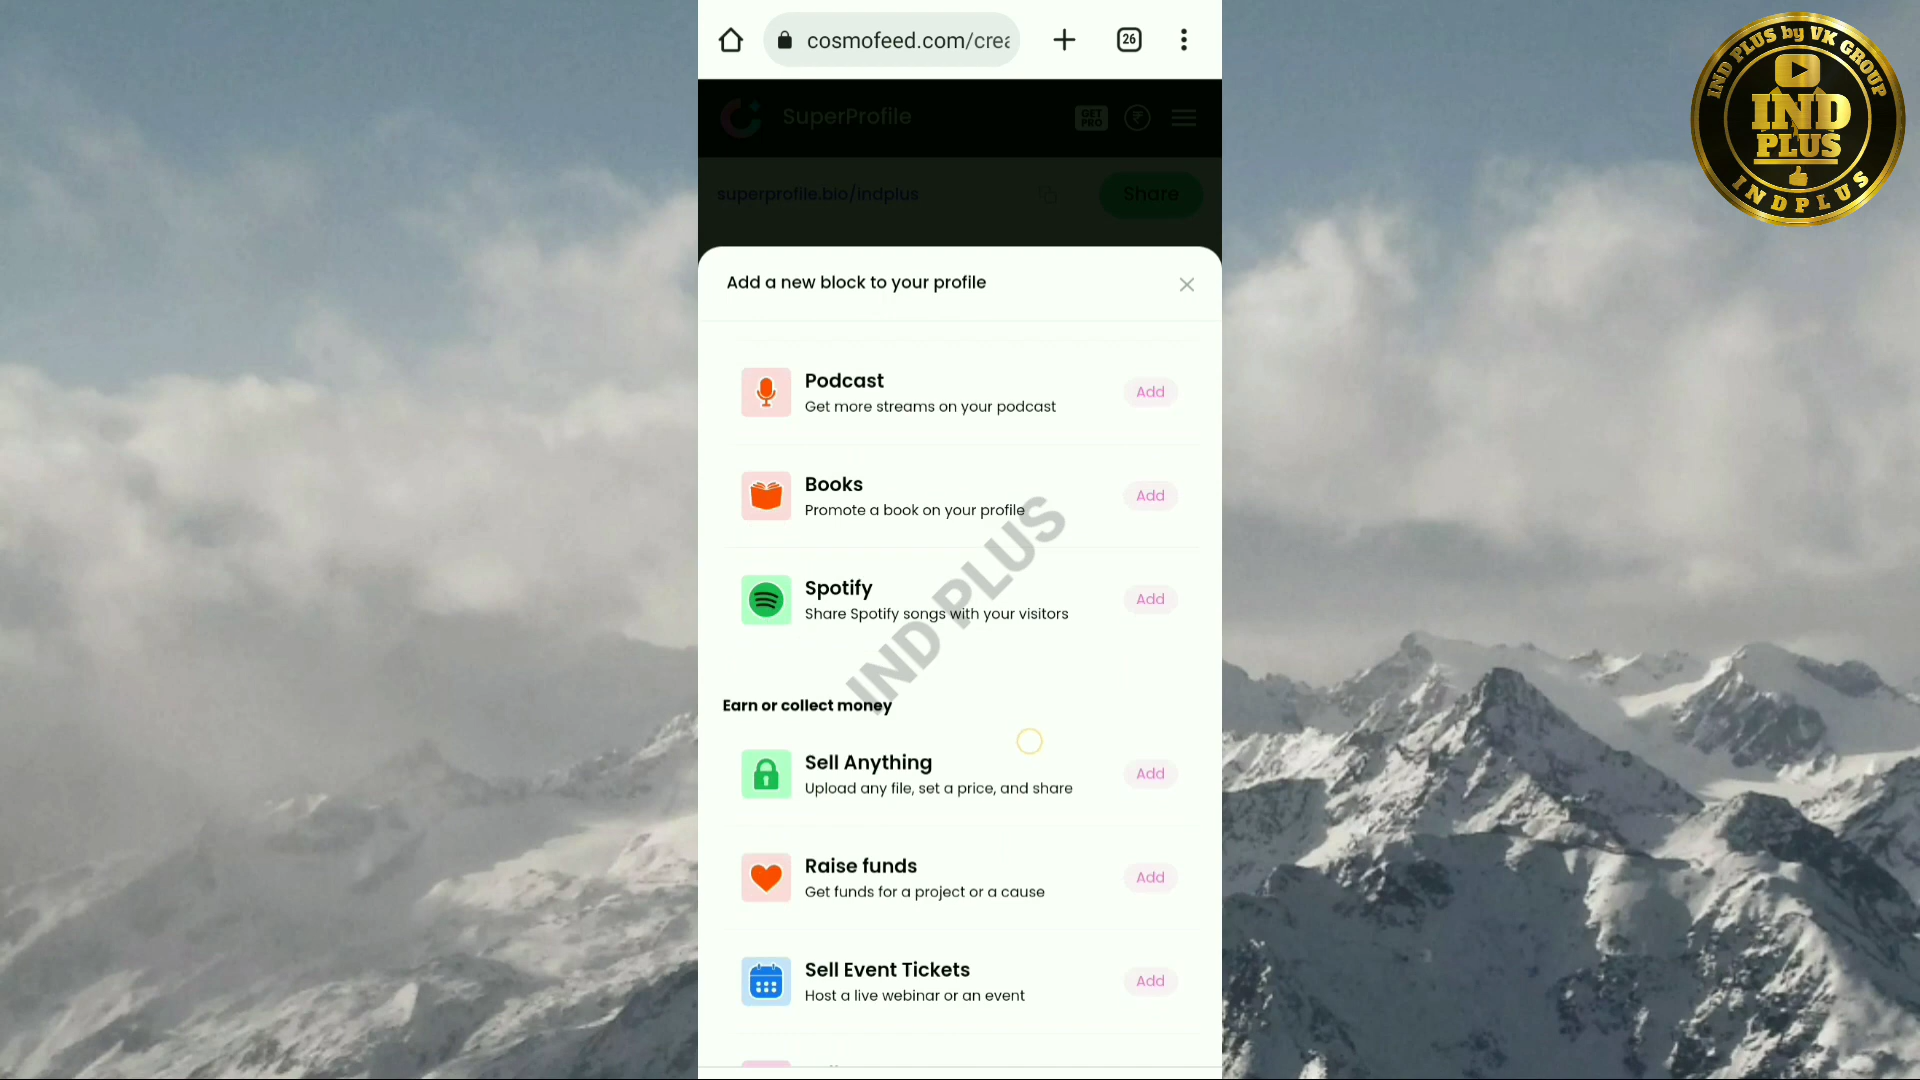 cosmofeed.com/crea
26
IND PLUS by VK GROUP
IND
PLUS
INDPLUS
SuperProfile
GET
PRO
₹
superprofile.bio/indplus
Share
Add a new block to your profile
Podcast
Get more streams on your podcast
Add
Books
Promote a book on your profile
Add
Spotify
Share Spotify songs with your visitors
Add
IND PLUS
Earn or collect money
Sell Anything
Upload any file, set a price, and share
Add
Raise funds
Get funds for a project or a cause
Add
Sell Event Tickets
Host a live webinar or an event
Add